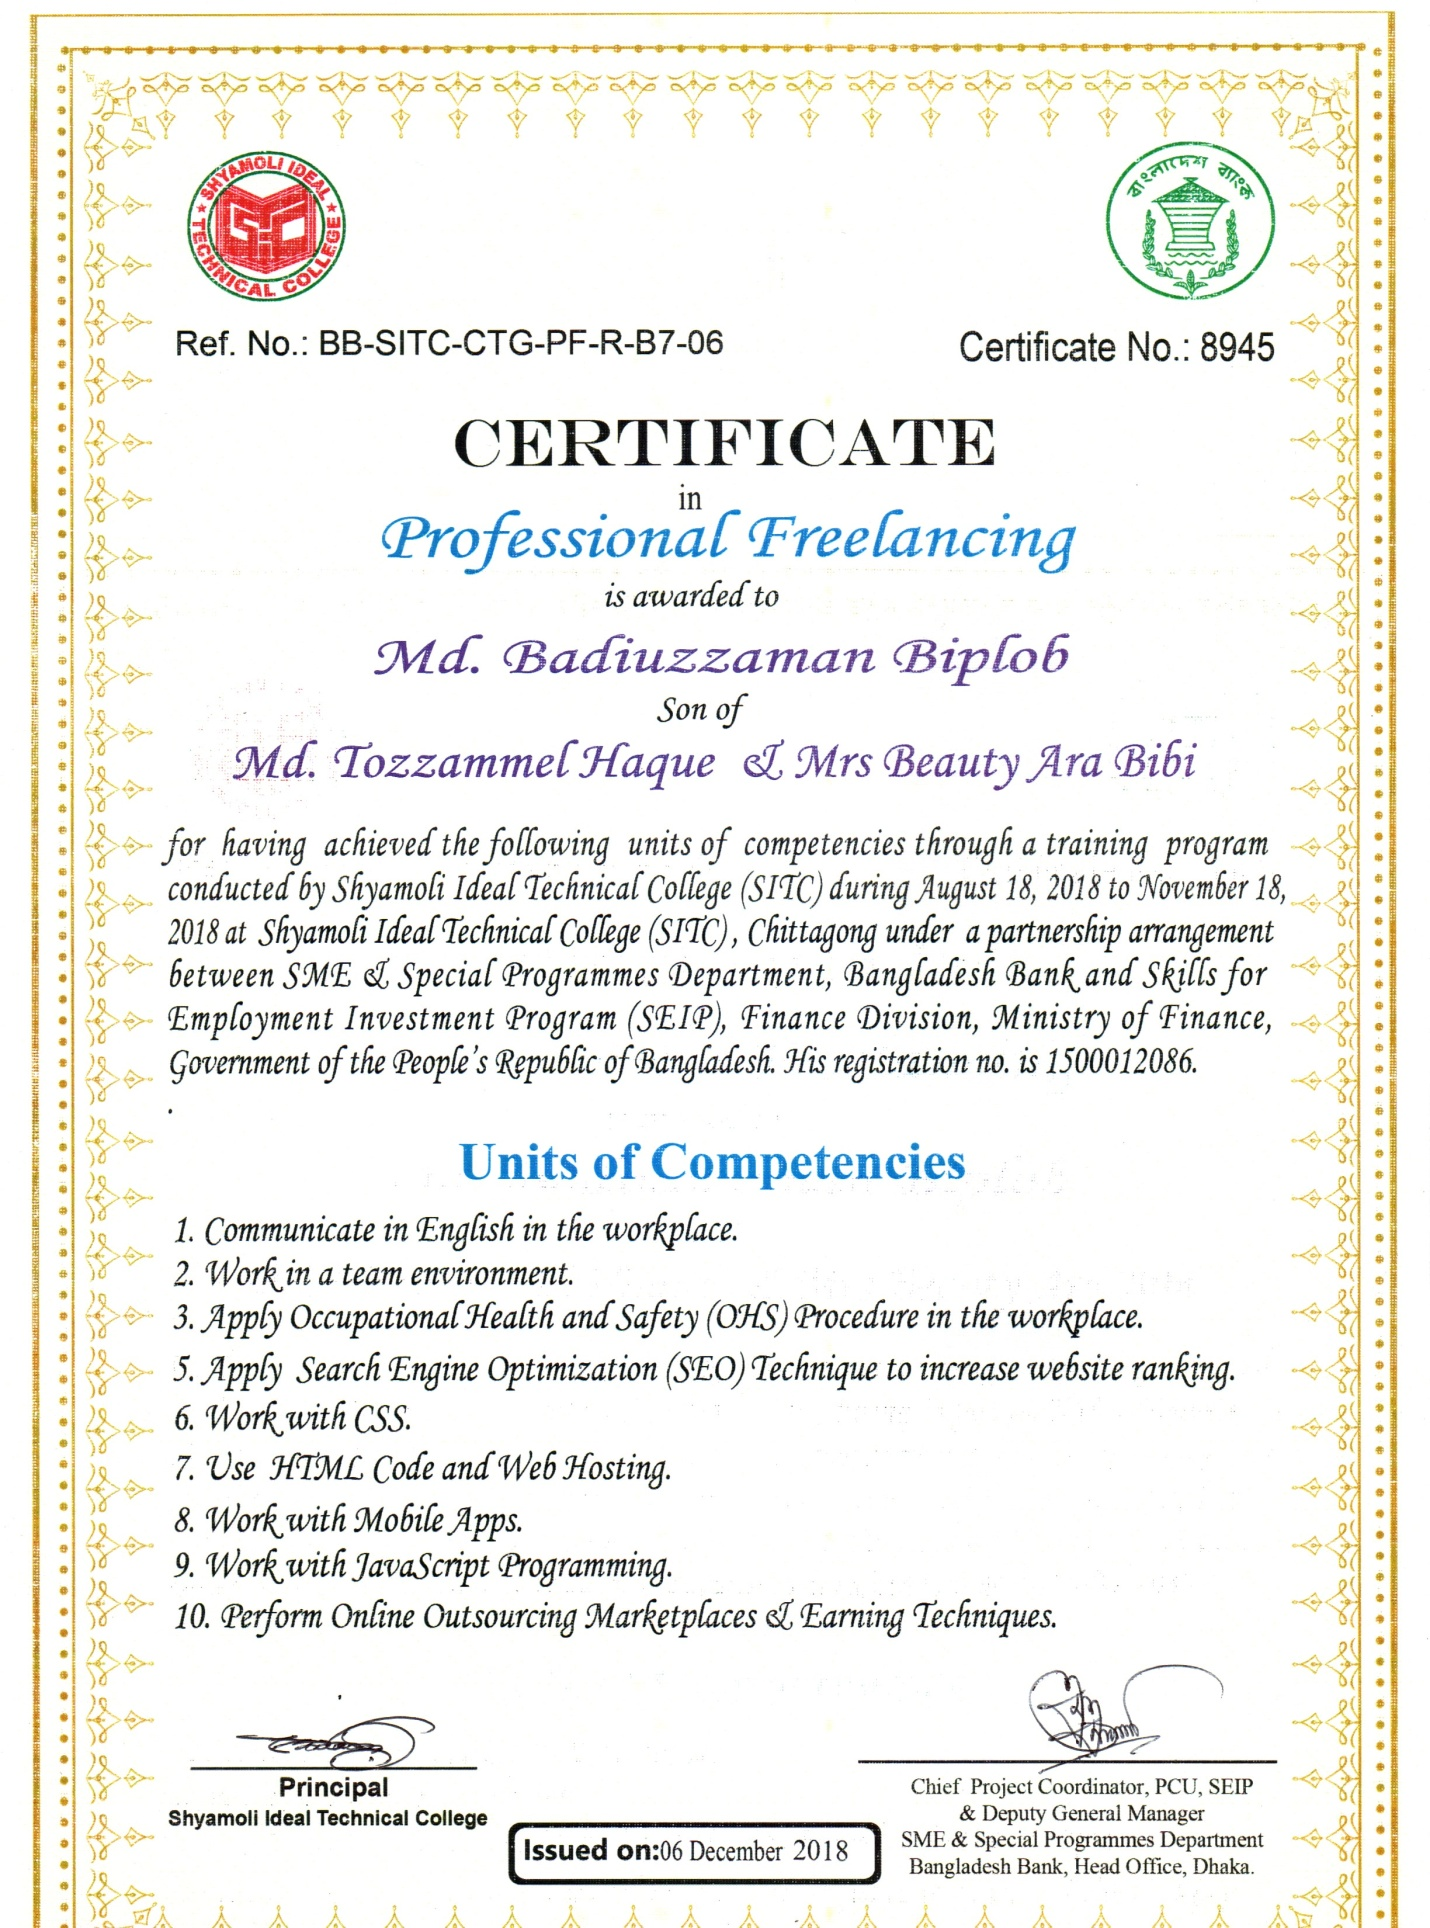 SHYAMOLI IDEAL
TECHNICAL COLLEGE
বাংলাদেশ ব্যাংক
Ref. No.: BB-SITC-CTG-PF-R-B7-06
Certificate No.: 8945
CERTIFICATE
in
Professional Freelancing
is awarded to
Md. Badiuzzaman Biplob
Son of
Md. Tozzammel Haque & Mrs Beauty Ara Bibi
for having achieved the following units of competencies through a training program
conducted by Shyamoli Ideal Technical College (SITC) during August 18, 2018 to November 18,
2018 at Shyamoli Ideal Technical College (SITC), Chittagong under a partnership arrangement
between SME & Special Programmes Department, Bangladesh Bank and Skills for
Employment Investment Program (SEIP), Finance Division, Ministry of Finance,
Government of the People's Republic of Bangladesh. His registration no. is 1500012086.
.
Units of Competencies
1. Communicate in English in the workplace.
2. Work in a team environment.
3. Apply Occupational Health and Safety (OHS) Procedure in the workplace.
5. Apply Search Engine Optimization (SEO) Technique to increase website ranking.
6. Work with CSS.
7. Use HTML Code and Web Hosting.
8. Work with Mobile Apps.
9. Work with JavaScript Programming.
10. Perform Online Outsourcing Marketplaces & Earning Techniques.
Principal
Shyamoli Ideal Technical College
Issued on:06 December 2018
Chief Project Coordinator, PCU, SEIP
& Deputy General Manager
SME & Special Programmes Department
Bangladesh Bank, Head Office, Dhaka.